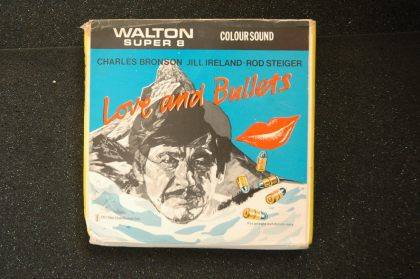 WALTON
SUPER 8
COLOUR SOUND
CHARLES BRONSON · JILL IRELAND · ROD STEIGER
Love and Bullets